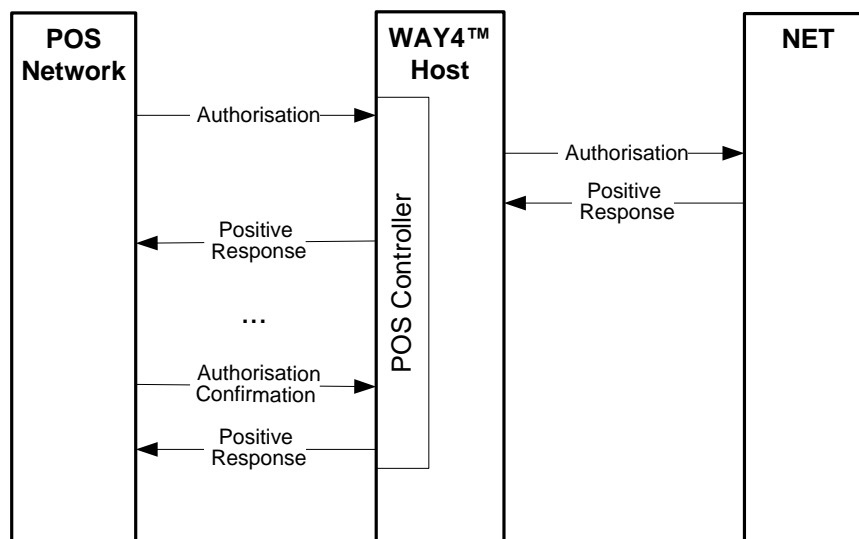 POS
Network
WAY4™
Host
NET
Authorisation
Authorisation
Positive
Response
Positive
Response
...
Authorisation
Confirmation
Positive
Response
POS Controller